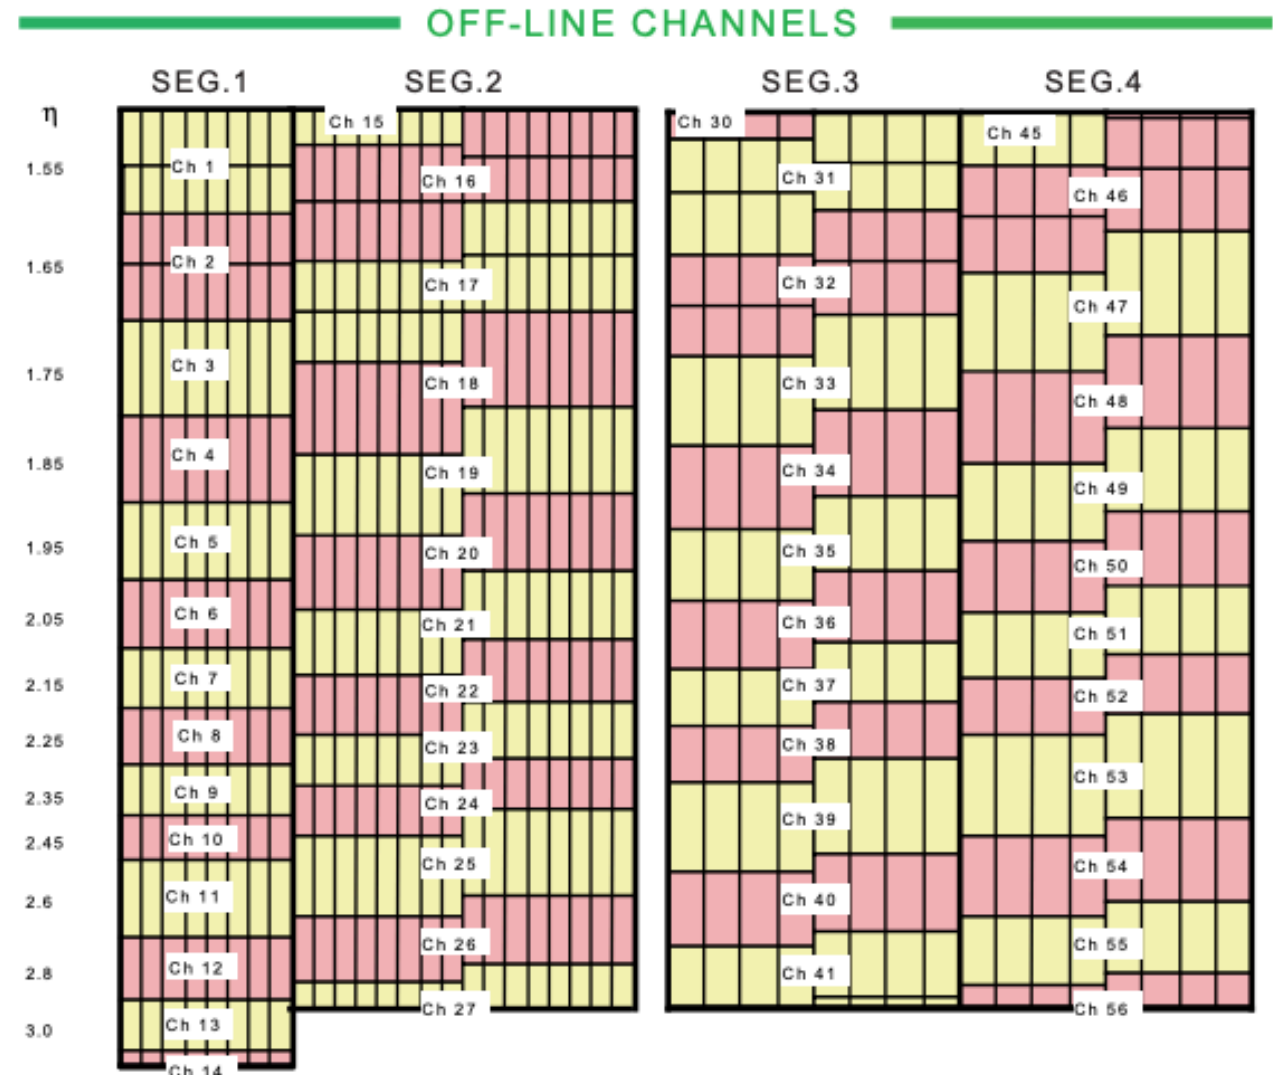 OFF-LINE CHANNELS
SEG.1 SEG.2 SEG.3 SEG.4
η
Ch 15 Ch 30 Ch 45
1.55 Ch 1 Ch 16 Ch 31 Ch 46
1.65 Ch 2 Ch 17 Ch 32 Ch 47
1.75 Ch 3 Ch 18 Ch 33 Ch 48
1.85 Ch 4 Ch 19 Ch 34 Ch 49
1.95 Ch 5 Ch 20 Ch 35 Ch 50
2.05 Ch 6 Ch 21 Ch 36 Ch 51
2.15 Ch 7 Ch 22 Ch 37 Ch 52
2.25 Ch 8 Ch 23 Ch 38
2.35 Ch 9 Ch 24 Ch 39 Ch 53
2.45 Ch 10 Ch 25 Ch 54
2.6 Ch 11 Ch 40
2.8 Ch 12 Ch 26 Ch 41 Ch 55
3.0 Ch 13 Ch 27 Ch 56
Ch 14